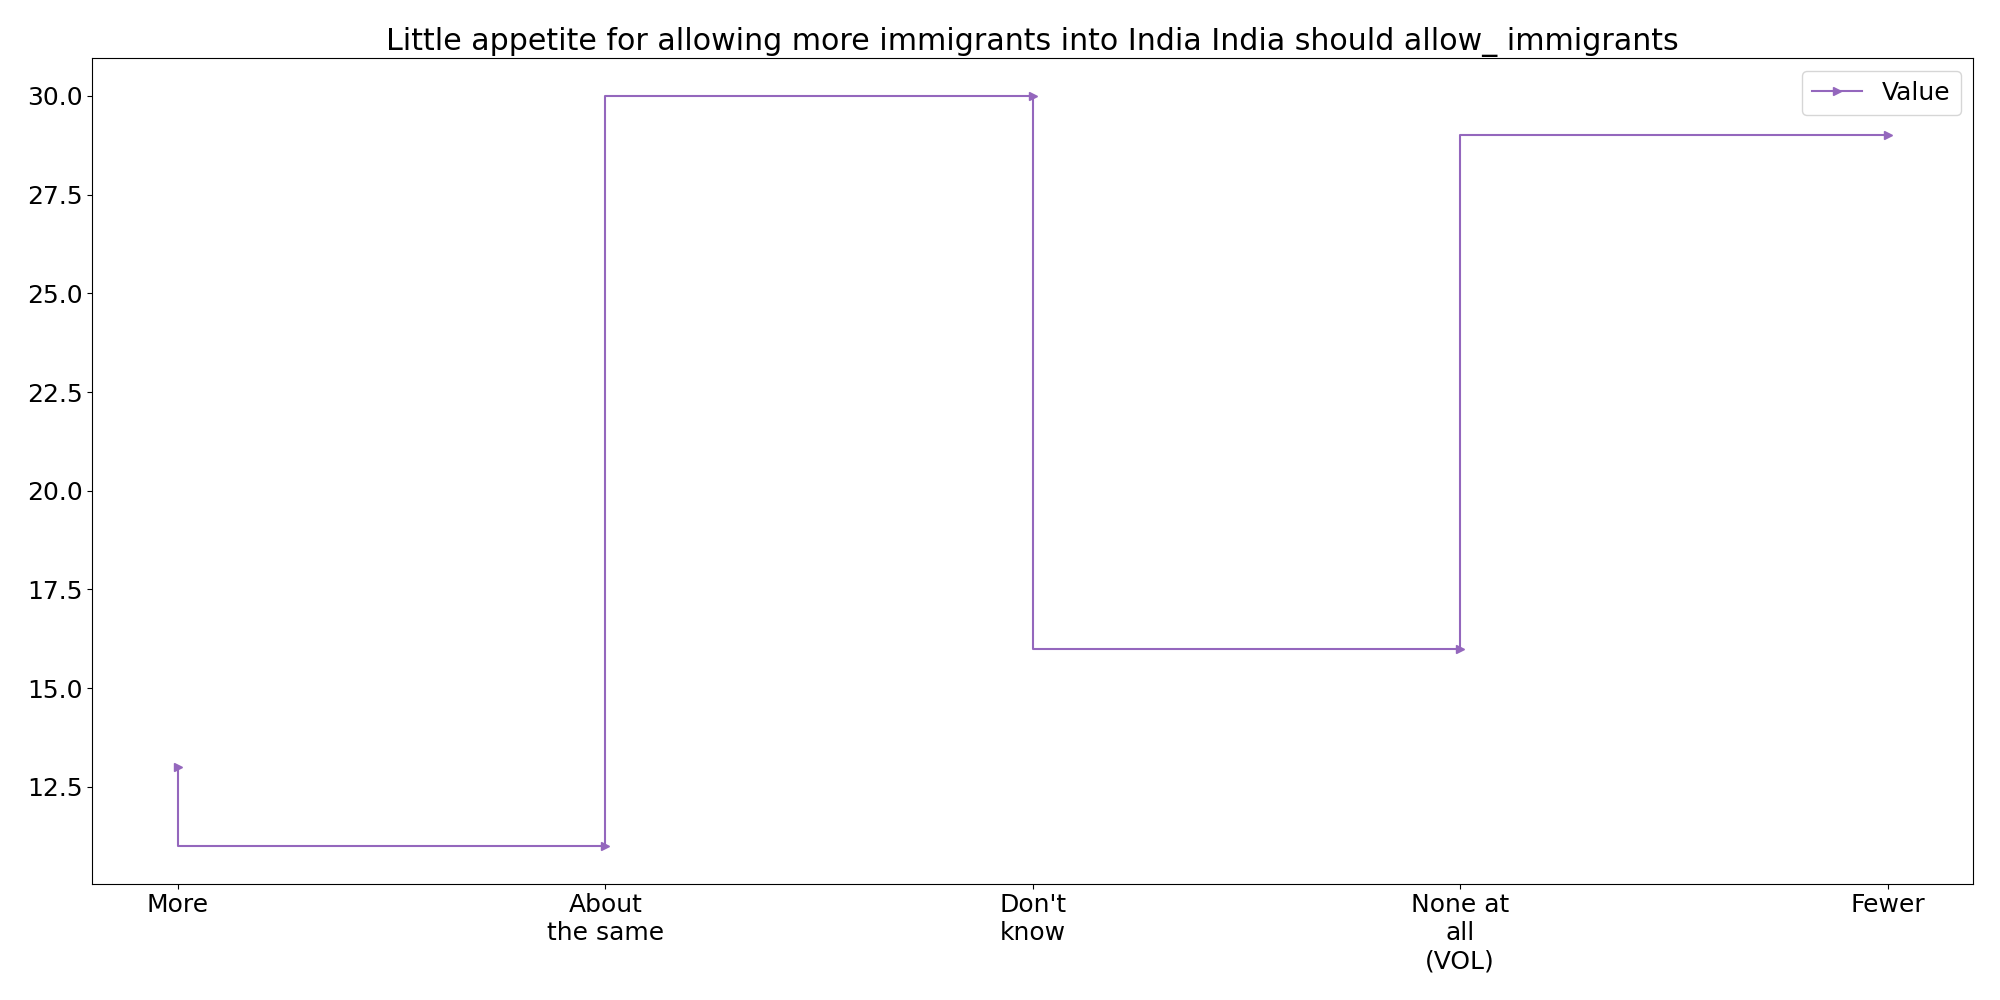 Little appetite for allowing more immigrants into India India should allow_ immigrants
Value
30.0
27.5
25.0
22.5
20.0
17.5
15.0
12.5
More
About
the same
Don't
know
None at
all
(VOL)
Fewer